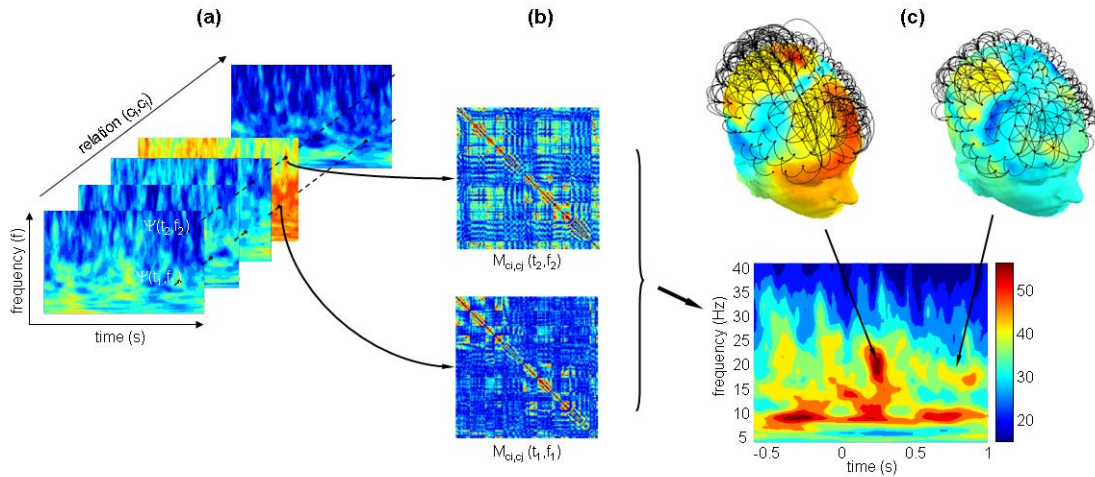 (a)
relation (ci,cj)
Ψ(t2,f2)
Ψ(t1,f
frequency (f)
time (s)
(b)
Mci,cj (t2,f2)
Mci,cj (t1,f1)
(c)
frequency (Hz)
40
35
30
25
20
15
10
5
-0.5
0
0.5
1
time (s)
50
40
30
20